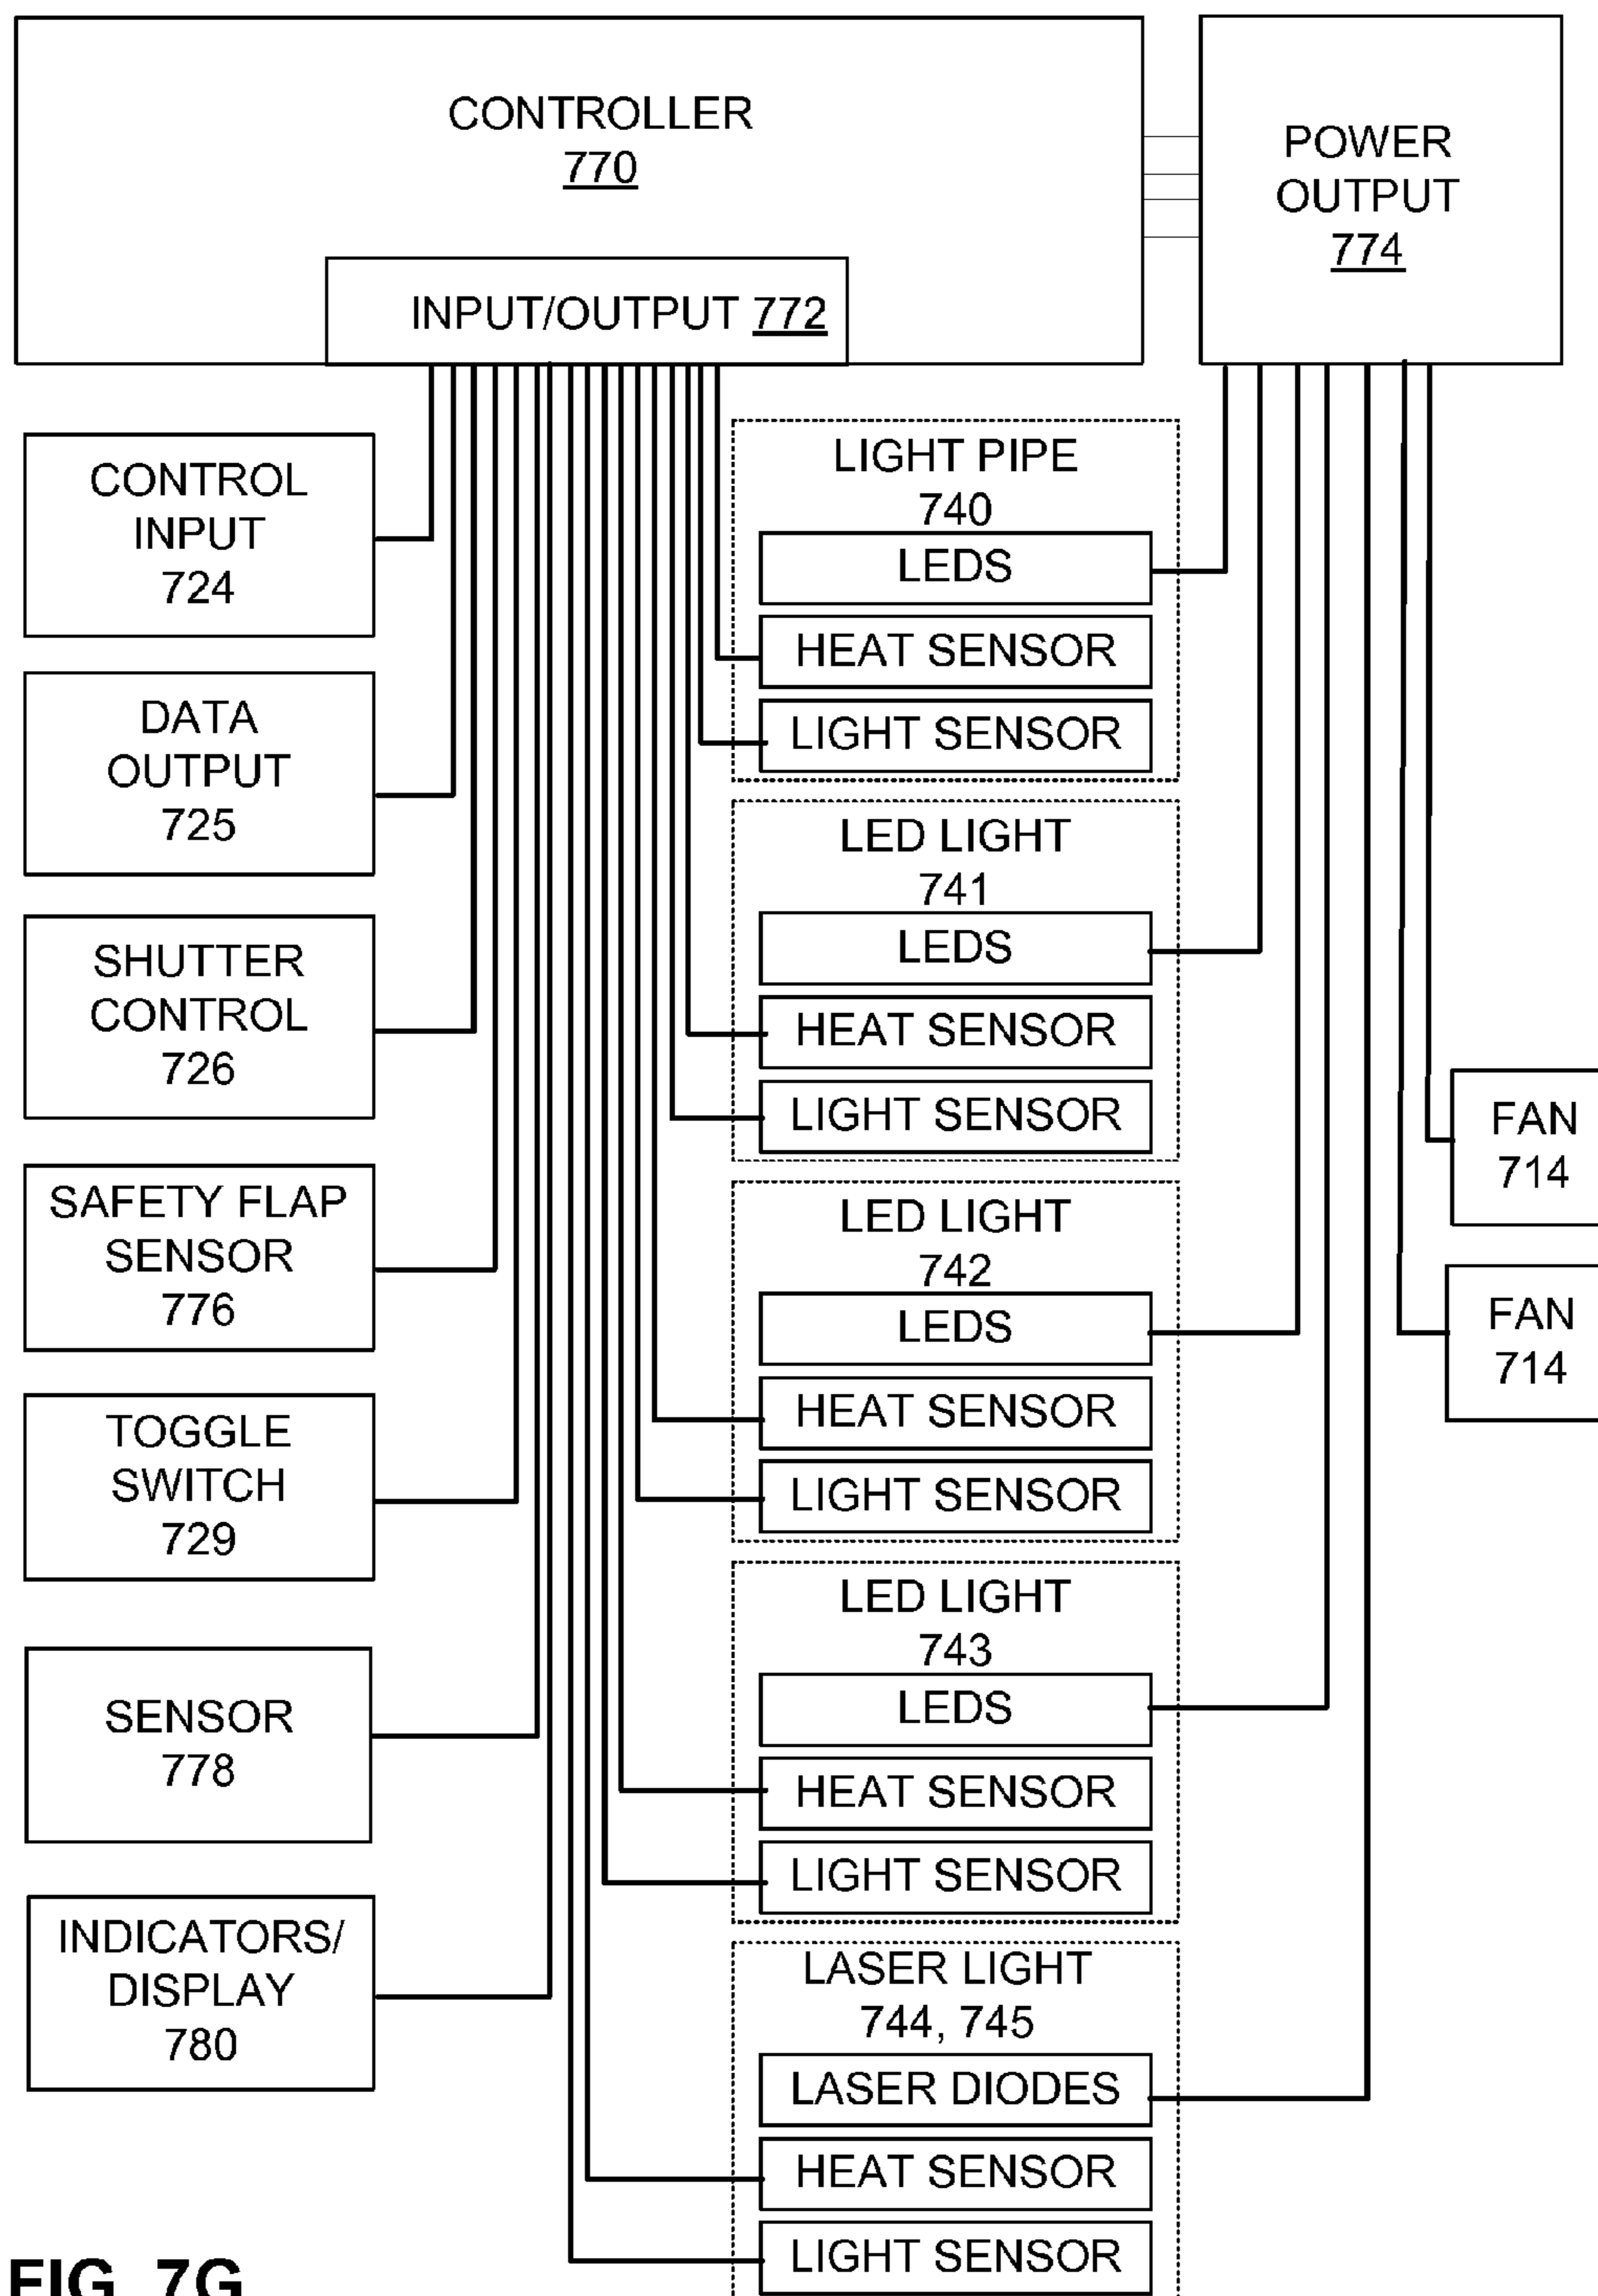 CONTROLLER
770
INPUT/OUTPUT 772
POWER
OUTPUT
774
CONTROL
INPUT
724
DATA
OUTPUT
725
SHUTTER
CONTROL
726
SAFETY FLAP
SENSOR
776
TOGGLE
SWITCH
729
SENSOR
778
INDICATORS/
DISPLAY
780
LIGHT PIPE
740
LEDS
HEAT SENSOR
LIGHT SENSOR
LED LIGHT
741
LEDS
HEAT SENSOR
LIGHT SENSOR
LED LIGHT
742
LEDS
HEAT SENSOR
LIGHT SENSOR
LED LIGHT
743
LEDS
HEAT SENSOR
LIGHT SENSOR
LASER LIGHT
744, 745
LASER DIODES
HEAT SENSOR
LIGHT SENSOR
FAN
714
FAN
714
FIG. 7G